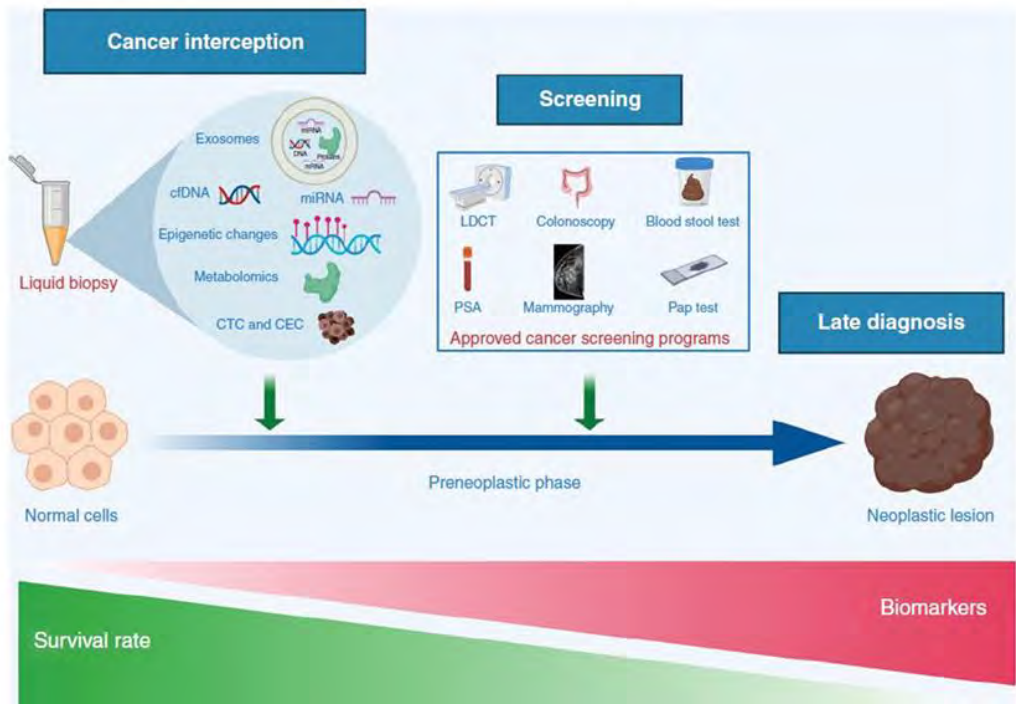 Cancer interception
Screening
Exosomes
miRNA
DNA
Protein
mRNA
cfDNA
miRNA
Epigenetic changes
Metabolomics
CTC and CEC
Liquid biopsy
LDCT
Colonoscopy
Blood stool test
PSA
Mammography
Pap test
Approved cancer screening programs
Late diagnosis
Preneoplastic phase
Normal cells
Neoplastic lesion
Biomarkers
Survival rate